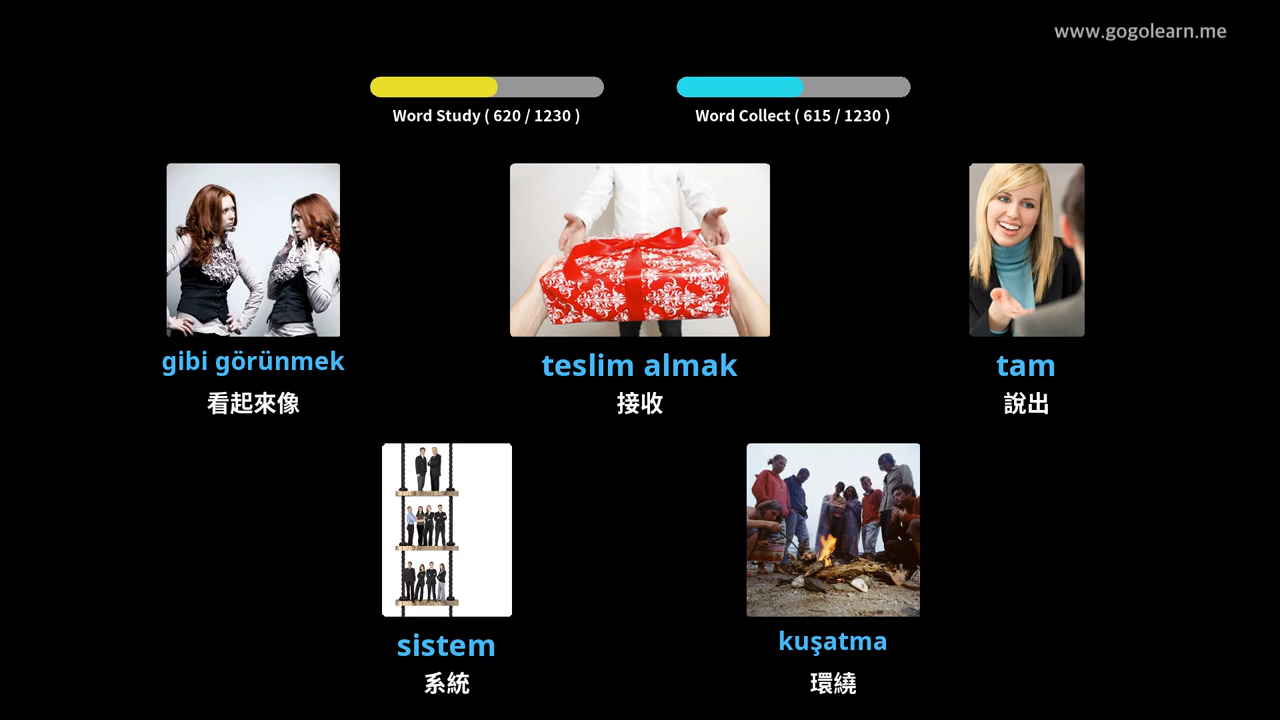 www.gogolearn.me
Word Study ( 620 / 1230 )
Word Collect ( 615 / 1230 )
gibi görünmek
看起來像
teslim almak
接收
tam
說出
sistem
系統
kuşatma
環繞